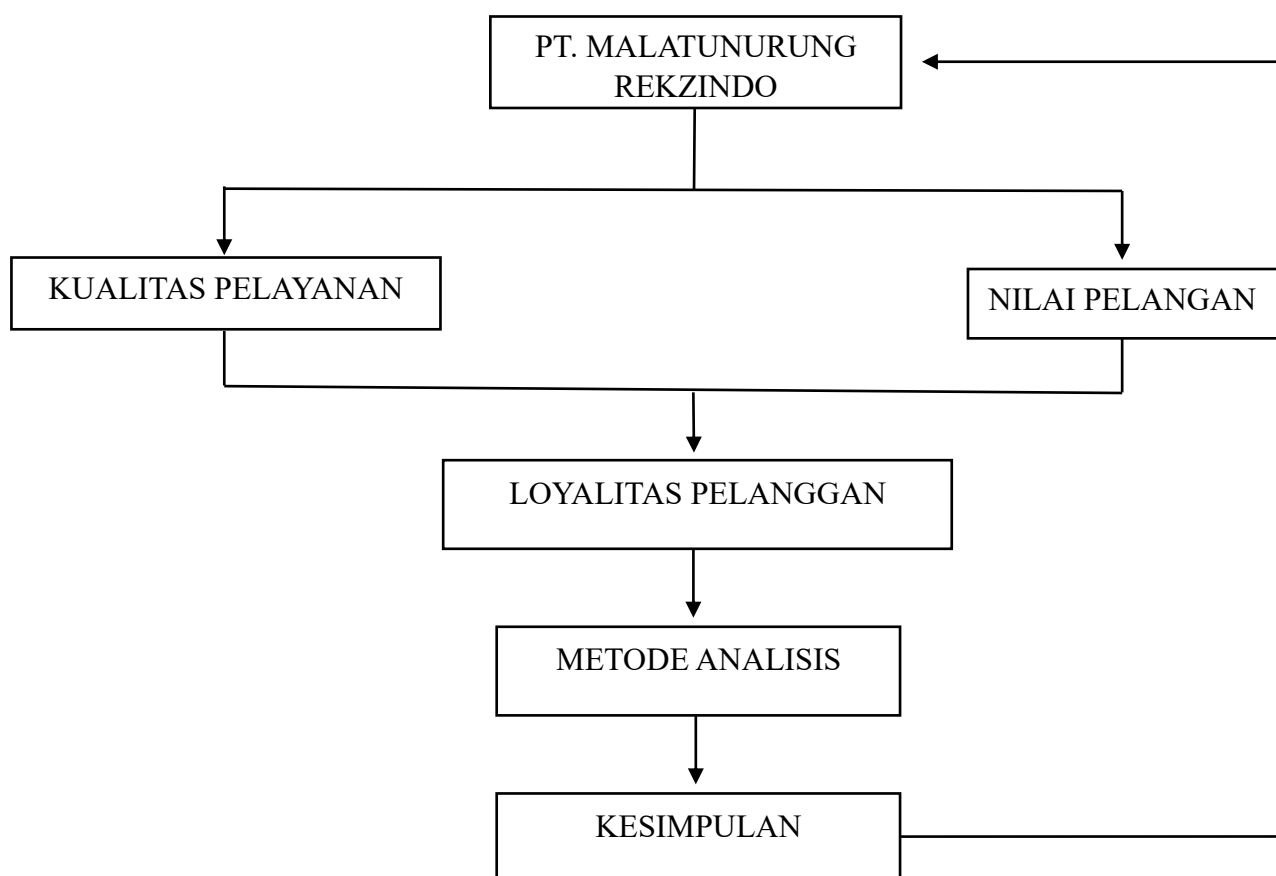 PT. MALATUNURUNG
REKZINDO
KUALITAS PELAYANAN
NILAI PELANGAN
LOYALITAS PELANGGAN
METODE ANALISIS
KESIMPULAN